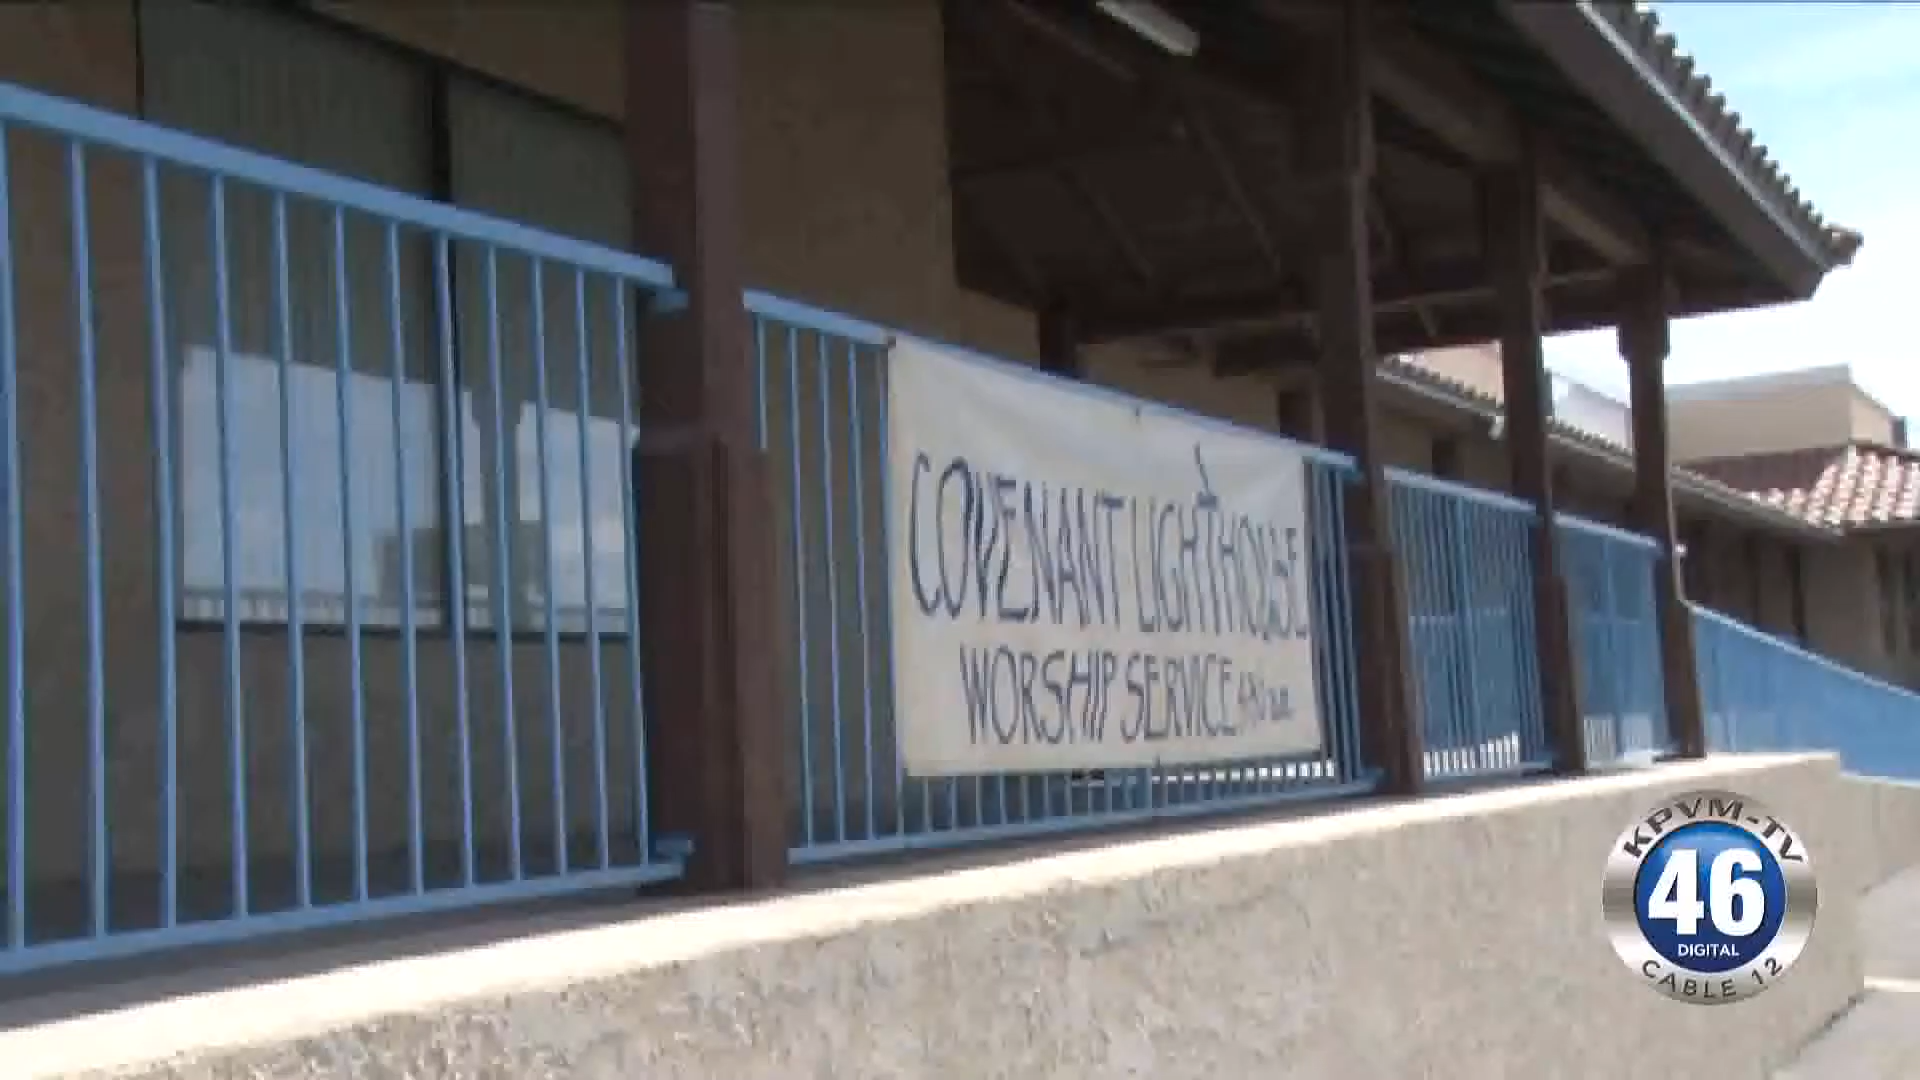 COVENANT LIGHTHOUSE
WORSHIP SERVICE
KPVM-TV
46
DIGITAL
CABLE 12